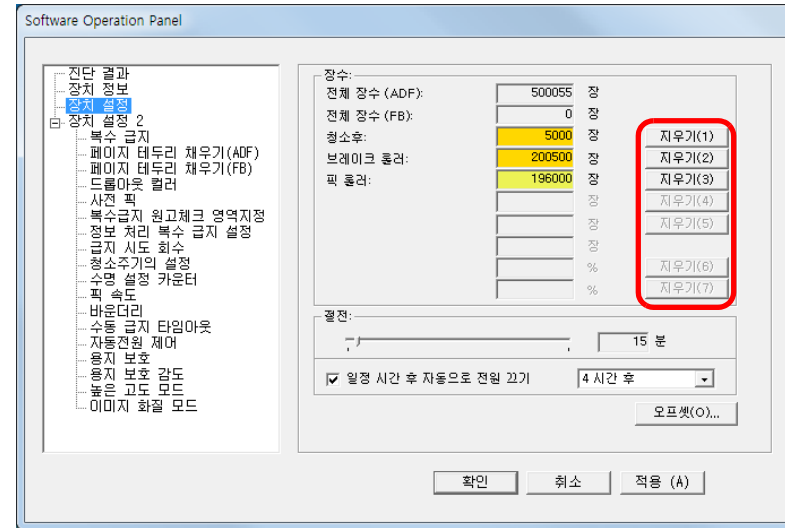 Software Operation Panel
진단 결과
장치 정보
장치 설정
장치 설정 2
복수 급지
페이지 테두리 채우기(ADF)
페이지 테두리 채우기(FB)
드롭아웃 컬러
사전 픽
복수급지 원고체크 영역지정
정보 처리 복수 급지 설정
급지 시도 회수
청소주기의 설정
수명 설정 카운터
픽 속도
바운더리
수동 급지 타임아웃
자동전원 제어
용지 보호
용지 보호 감도
높은 고도 모드
이미지 화질 모드
장수:
전체 장수 (ADF): 500055 장
전체 장수 (FB): 0 장
청소후: 5000 장 지우기(1)
브레이크 롤러: 200500 장 지우기(2)
픽 롤러: 196000 장 지우기(3)
장 지우기(4)
장 지우기(5)
장
% 지우기(6)
% 지우기(7)
절전:
15 분
일정 시간 후 자동으로 전원 끄기 4 시간 후
오프셋(O)...
확인 취소 적용 (A)